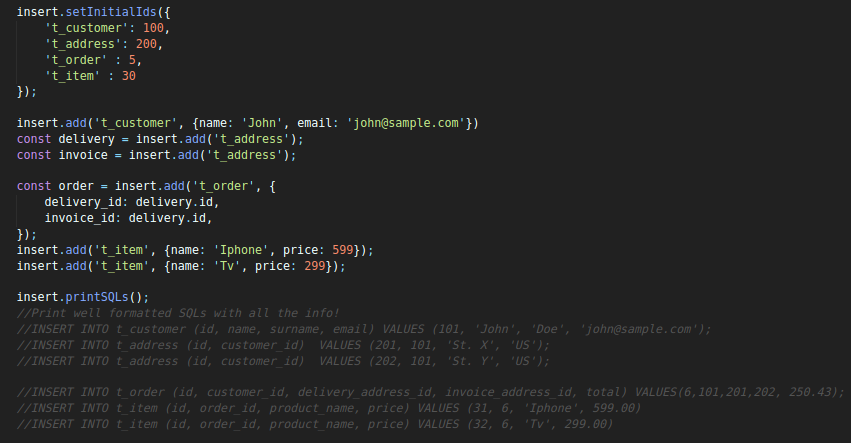 insert.setInitialIds({
    't_customer': 100,
    't_address': 200,
    't_order' : 5,
    't_item' : 30
});

insert.add('t_customer', {name: 'John', email: 'john@sample.com'})
const delivery = insert.add('t_address');
const invoice = insert.add('t_address');

const order = insert.add('t_order', {
    delivery_id: delivery.id,
    invoice_id: delivery.id,
});
insert.add('t_item', {name: 'Iphone', price: 599});
insert.add('t_item', {name: 'Tv', price: 299});

insert.printSQLs();
//Print well formatted SQLs with all the info!
//INSERT INTO t_customer (id, name, surname, email) VALUES (101, 'John', 'Doe', 'john@sample.com');
//INSERT INTO t_address (id, customer_id)  VALUES (201, 101, 'St. X', 'US');
//INSERT INTO t_address (id, customer_id)  VALUES (202, 101, 'St. Y', 'US');

//INSERT INTO t_order (id, customer_id, delivery_address_id, invoice_address_id, total) VALUES(6,101,201,202, 250.43);
//INSERT INTO t_item (id, order_id, product_name, price) VALUES (31, 6, 'Iphone', 599.00)
//INSERT INTO t_item (id, order_id, product_name, price) VALUES (32, 6, 'Tv', 299.00)